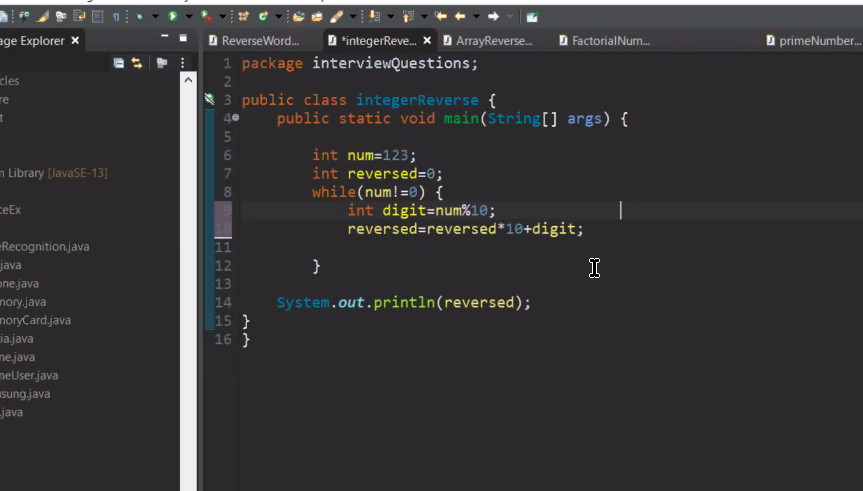 age Explorer
ReverseWord...
*integerReve...
ArrayReverse...
FactorialNum...
primeNumber...
cles
re
t
m Library [JavaSE-13]
ceEx
eRecognition.java
.java
one.java
mory.java
moryCard.java
ia.java
ne.java
neUser.java
sung.java
.java
1 package interviewQuestions;
2
3 public class integerReverse {
4 public static void main(String[] args) {
5
6 int num=123;
7 int reversed=0;
8 while(num!=0) {
9 int digit=num%10;
10 reversed=reversed*10+digit;
11
12 }
13
14 System.out.println(reversed);
15 }
16 }